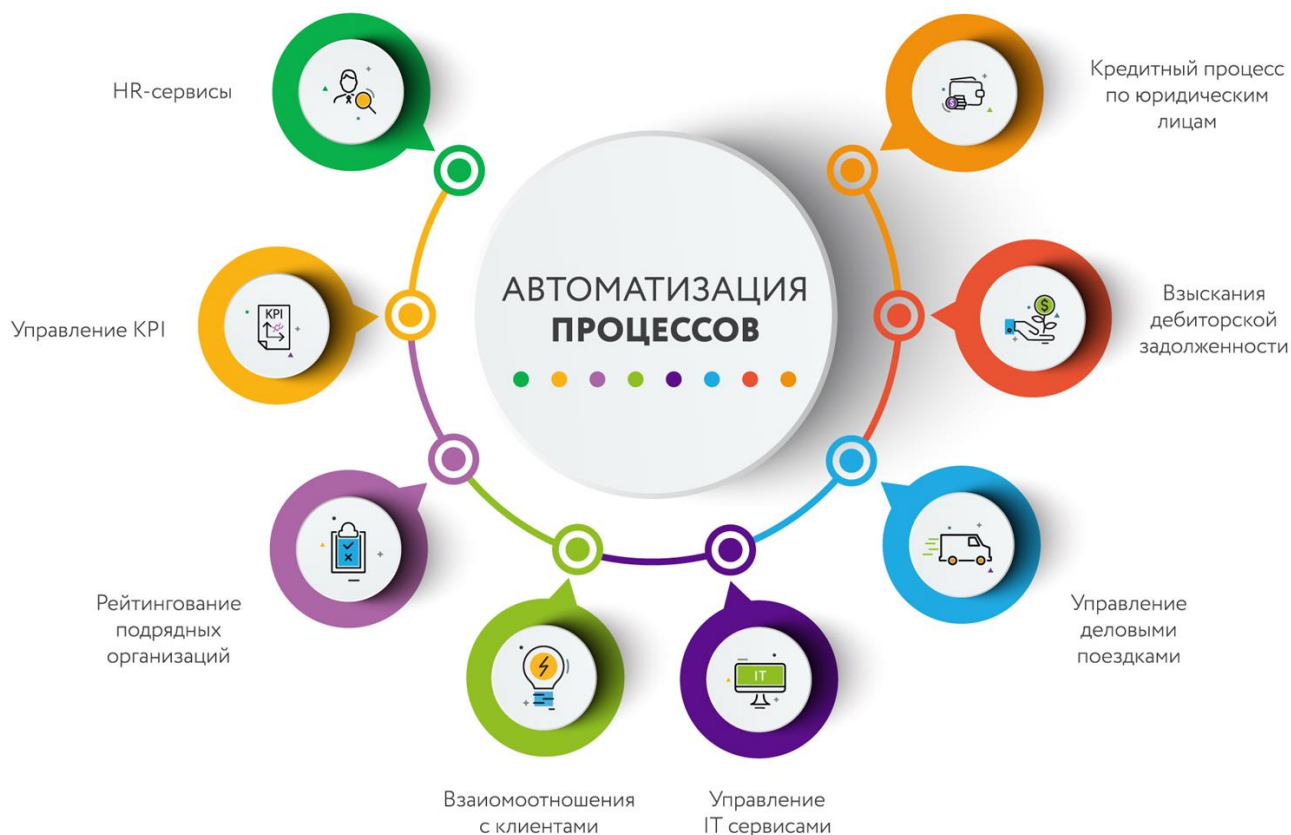 HR-сервисы
Кредитный процесс
по юридическим
лицам
АВТОМАТИЗАЦИЯ
ПРОЦЕССОВ
Управление KPI
KPI
Взыскания
дебиторской
задолженности
Рейтингование
подрядных
организаций
Управление
деловыми
поездками
IT
Взаиомоотношения
с клиентами
Управление
IT сервисами